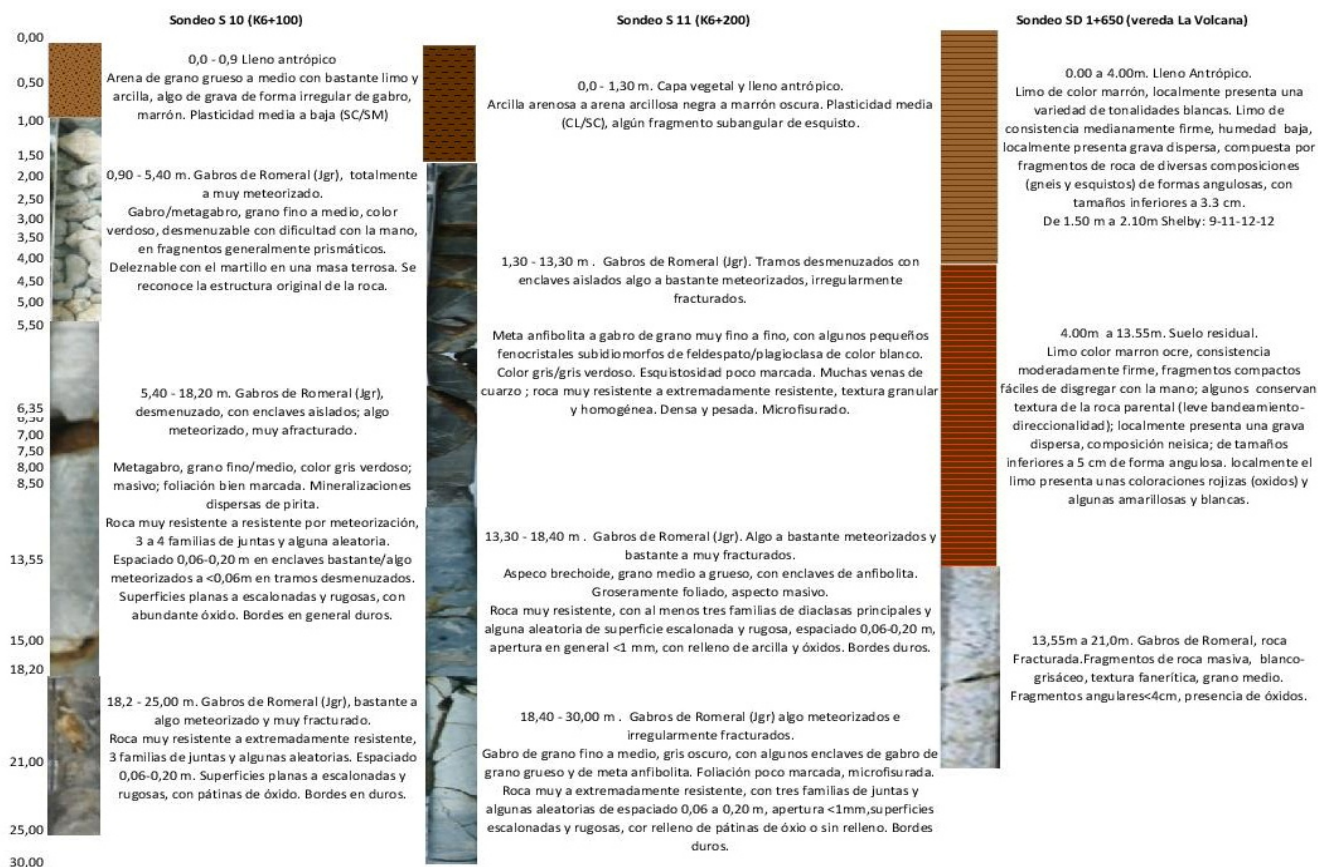 Sondeo S 10 (K6+100)
Sondeo S 11 (K6+200)
Sondeo SD 1+650 (vereda La Volcana)
0,00
0,50
1,00
1,50
2,00
2,50
3,00
3,50
4,00
4,50
5,00
5,50
6,35
6,50
7,00
7,50
8,00
8,50
13,55
15,00
18,20
21,00
25,00
30,00
0,0 - 0,9 Lleno antrópico
Arena de grano grueso a medio con bastante limo y
arcilla, algo de grava de forma irregular de gabro,
marrón. Plasticidad media a baja (SC/SM)
0,90 - 5,40 m. Gabros de Romeral (Jgr), totalmente
a muy meteorizado.
Gabro/metagabro, grano fino a medio, color
verdoso, desmenuzable con dificultad con la mano,
en fragnentos generalmente prismáticos.
Deleznable con el martillo en una masa terrosa. Se
reconoce la estructura original de la roca.
5,40 - 18,20 m. Gabros de Romeral (Jgr),
desmenuzado, con enclaves aislados; algo
meteorizado, muy afracturado.
Metagabro, grano fino/medio, color gris verdoso;
masivo; foliación bien marcada. Mineralizaciones
dispersas de pirita.
Roca muy resistente a resistente por meteorización,
3 a 4 familias de juntas y alguna aleatoria.
Espaciado 0,06-0,20 m en enclaves bastante/algo
meteorizados a <0,06m en tramos desmenuzados.
Superficies planas a escalonadas y rugosas, con
abundante óxido. Bordes en general duros.
18,2 - 25,00 m. Gabros de Romeral (Jgr), bastante a
algo meteorizado y muy fracturado.
Roca muy resistente a extremadamente resistente,
3 familias de juntas y algunas aleatorias. Espaciado
0,06-0,20 m. Superficies planas a escalonadas y
rugosas, con pátinas de óxido. Bordes en duros.
0,0 - 1,30 m. Capa vegetal y lleno antrópico.
Arcilla arenosa a arena arcillosa negra a marrón oscura. Plasticidad media
(CL/SC), algún fragmento subangular de esquisto.
1,30 - 13,30 m . Gabros de Romeral (Jgr). Tramos desmenuzados con
enclaves aislados algo a bastante meteorizados, irregularmente
fracturados.
Meta anfibolita a gabro de grano muy fino a fino, con algunos pequeños
fenocristales subidiomorfos de feldespato/plagioclasa de color blanco.
Color gris/gris verdoso. Esquistosidad poco marcada. Muchas venas de
cuarzo ; roca muy resistente a extremadamente resistente, textura granular
y homogénea. Densa y pesada. Microfisurado.
13,30 - 18,40 m . Gabros de Romeral (Jgr). Algo a bastante meteorizados y
bastante a muy fracturados.
Aspeco brechoide, grano medio a grueso, con enclaves de anfibolita.
Groseramente foliado, aspecto masivo.
Roca muy resistente, con al menos tres familias de diaclasas principales y
alguna aleatoria de superficie escalonada y rugosa, espaciado 0,06-0,20 m,
apertura en general <1 mm, con relleno de arcilla y óxidos. Bordes duros.
18,40 - 30,00 m . Gabros de Romeral (Jgr) algo meteorizados e
irregularmente fracturados.
Gabro de grano fino a medio, gris oscuro, con algunos enclaves de gabro de
grano grueso y de meta anfibolita. Foliación poco marcada, microfisurada.
Roca muy a extremadamente resistente, con tres familias de juntas y
algunas aleatorias de espaciado 0,06 a 0,20 m, apertura <1mm,superficies
escalonadas y rugosas, cor relleno de pátinas de óxio o sin relleno. Bordes
duros.
0.00 a 4.00m. Lleno Antrópico.
Limo de color marrón, localmente presenta una
variedad de tonalidades blancas. Limo de
consistencia medianamente firme, humedad baja,
localmente presenta grava dispersa, compuesta por
fragmentos de roca de diversas composiciones
(gneis y esquistos) de formas angulosas, con
tamaños inferiores a 3.3 cm.
De 1.50 m a 2.10m Shelby: 9-11-12-12
4.00m a 13.55m. Suelo residual.
Limo color marron ocre, consistencia
moderadamente firme, fragmentos compactos
fáciles de disgregar con la mano; algunos conservan
textura de la roca parental (leve bandeamiento-
direccionalidad); localmente presenta una grava
dispersa, composición neisica; de tamaños
inferiores a 5 cm de forma angulosa. localmente el
limo presenta unas coloraciones rojizas (oxidos) y
algunas amarillosas y blancas.
13,55m a 21,0m. Gabros de Romeral, roca
Fracturada.Fragmentos de roca masiva, blanco-
grisáceo, textura fanerítica, grano medio.
Fragmentos angulares<4cm, presencia de óxidos.